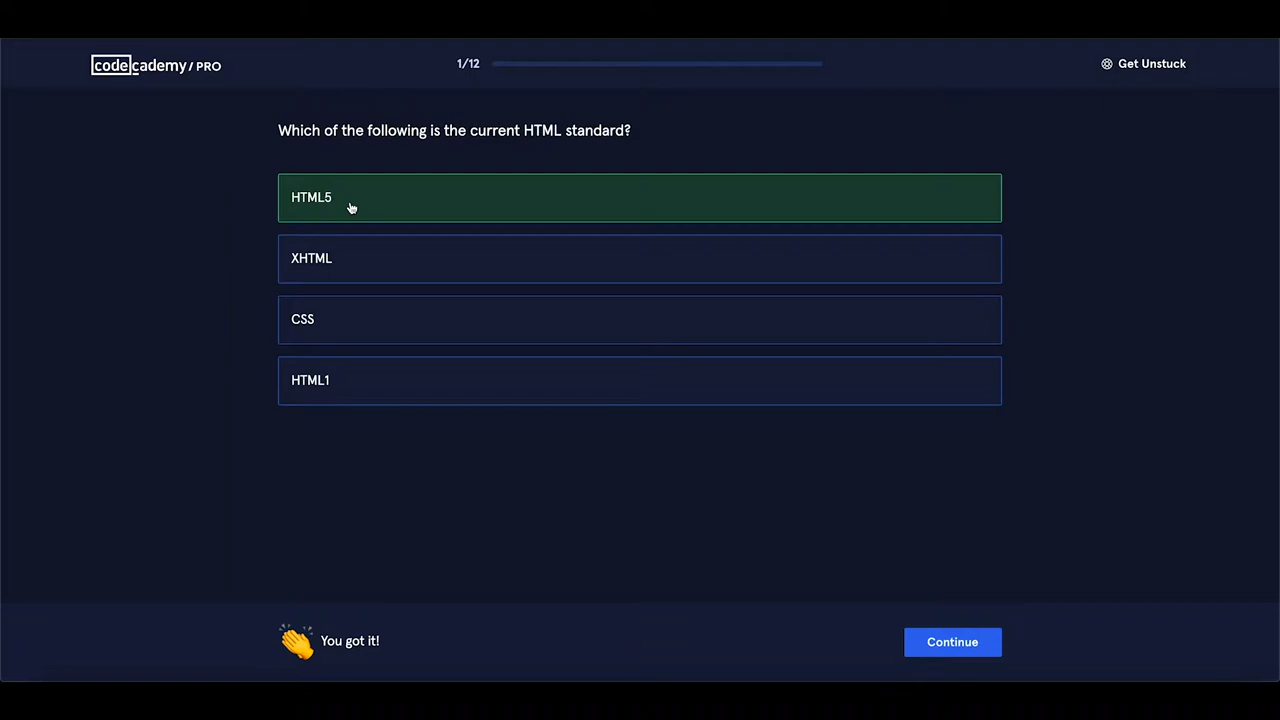 codecademy/PRO
1/12
Get Unstuck
Which of the following is the current HTML standard?
HTML5
XHTML
CSS
HTML1
You got it!
Continue